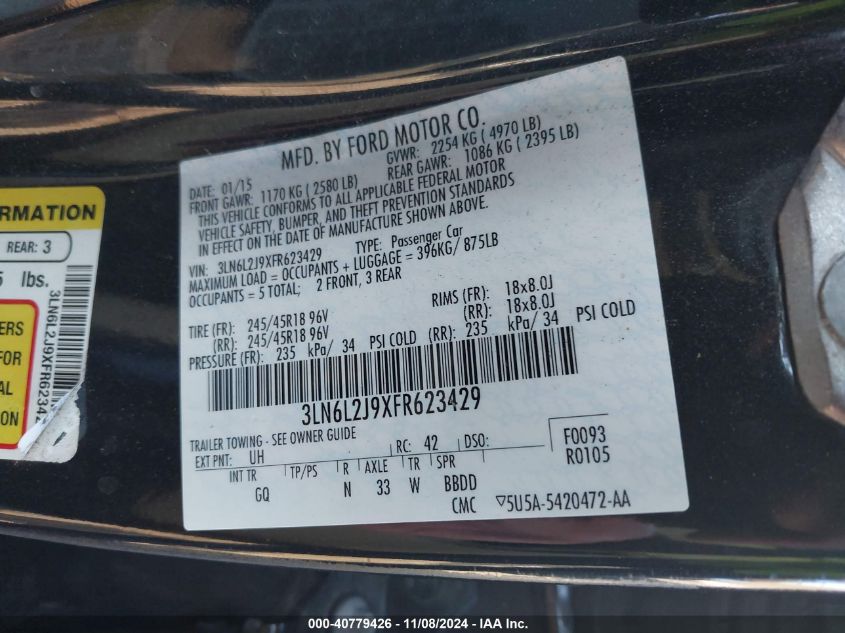 MFD. BY FORD MOTOR CO.
DATE: 01/15 GVWR: 2254 KG ( 4970 LB)
FRONT GAWR: 1170 KG ( 2580 LB) REAR GAWR: 1086 KG ( 2395 LB)
THIS VEHICLE CONFORMS TO ALL APPLICABLE FEDERAL MOTOR
VEHICLE SAFETY, BUMPER, AND THEFT PREVENTION STANDARDS
IN EFFECT ON THE DATE OF MANUFACTURE SHOWN ABOVE.
VIN: 3LN6L2J9XFR623429 TYPE: Passenger Car
MAXIMUM LOAD = OCCUPANTS + LUGGAGE = 396KG/ 875LB
OCCUPANTS = 5 TOTAL; 2 FRONT, 3 REAR
TIRE (FR): 245/45R18 96V RIMS (FR): 18x8.0J
(RR): 245/45R18 96V (RR): 18x8.0J
PRESSURE (FR): 235 kPa/ 34 PSI COLD (RR): 235 kPa/ 34 PSI COLD
3LN6L2J9XFR623429
TRAILER TOWING - SEE OWNER GUIDE
EXT PNT: UH RC: 42 DSO: F0093
R0105
INT TR TP/PS R AXLE TR SPR
GQ N 33 W BBDD
CMC ▽5U5A-5420472-AA
RMATION
REAR: 3
5 lbs.
3LN6L2J9XFR62342
ERS
FOR
AL
ION
000-40779426 - 11/08/2024 - IAA Inc.